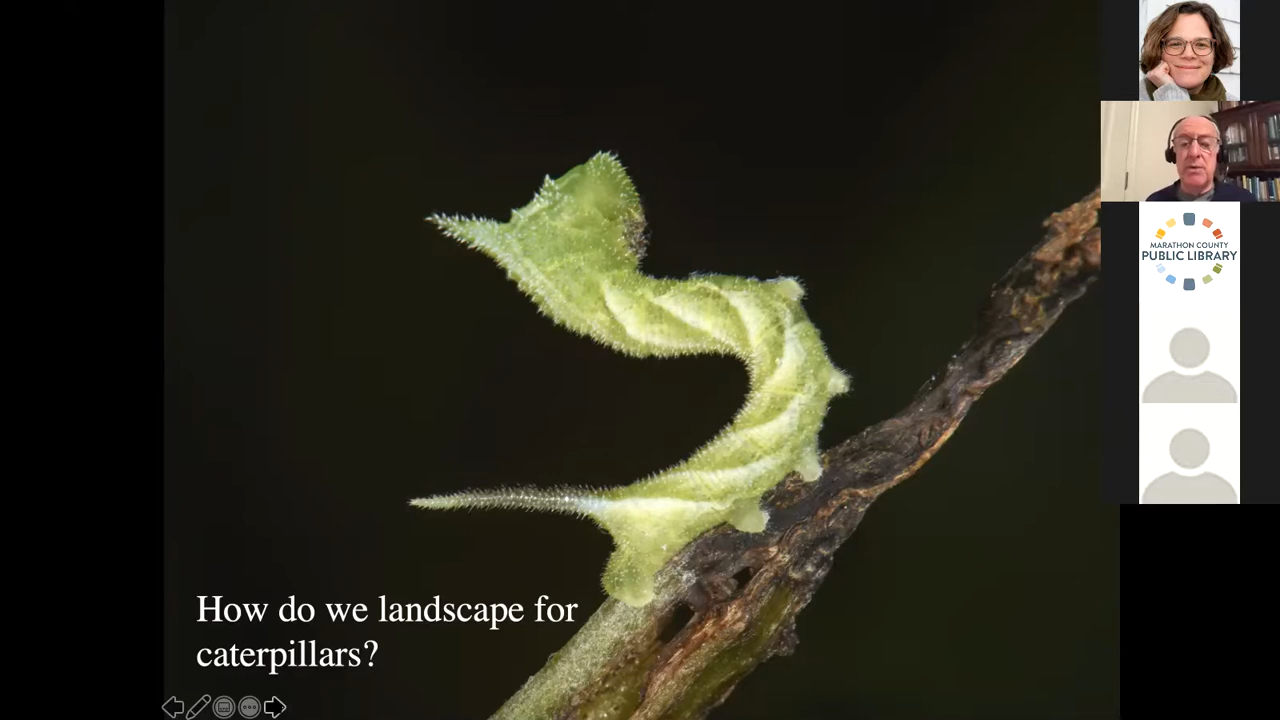 How do we landscape for
caterpillars?
MARATHON COUNTY
PUBLIC LIBRARY